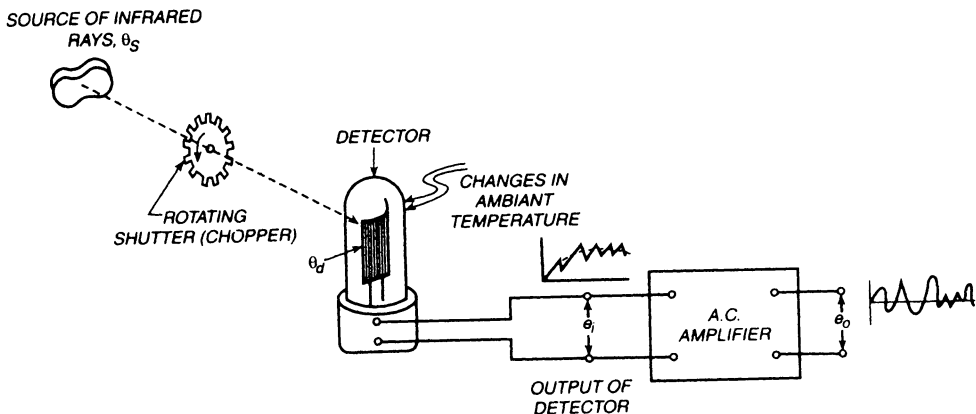 SOURCE OF INFRARED
RAYS, θS
DETECTOR
CHANGES IN
AMBIANT
TEMPERATURE
ROTATING
SHUTTER (CHOPPER)
θd
ei
A.C.
AMPLIFIER
eo
OUTPUT OF
DETECTOR